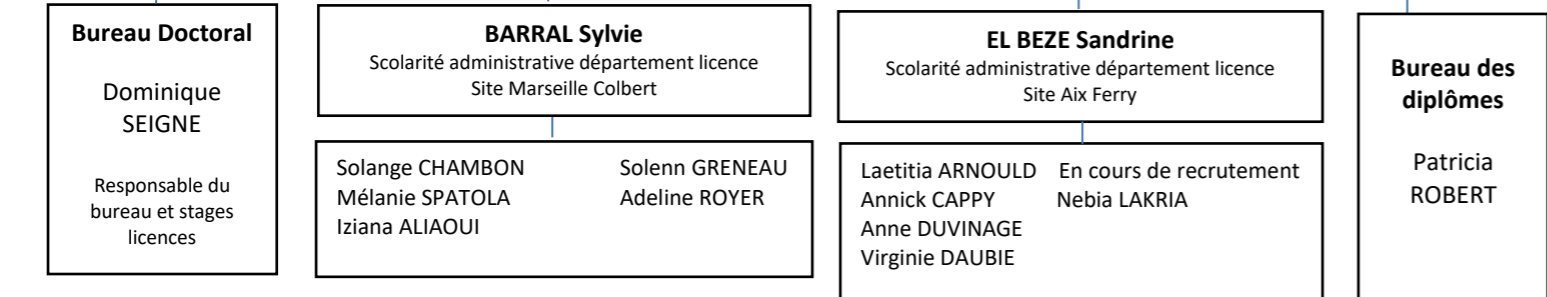 Bureau Doctoral
Dominique
SEIGNE
Responsable du
bureau et stages
licences
BARRAL Sylvie
Scolarité administrative département licence
Site Marseille Colbert
Solange CHAMBON
Mélanie SPATOLA
Iziana ALIAOUI
Solenn GRENEAU
Adeline ROYER
EL BEZE Sandrine
Scolarité administrative département licence
Site Aix Ferry
Laetitia ARNOULD
Annick CAPPY
Anne DUVINAGE
Virginie DAUBIE
En cours de recrutement
Nebia LAKRIA
Bureau des
diplômes
Patricia
ROBERT